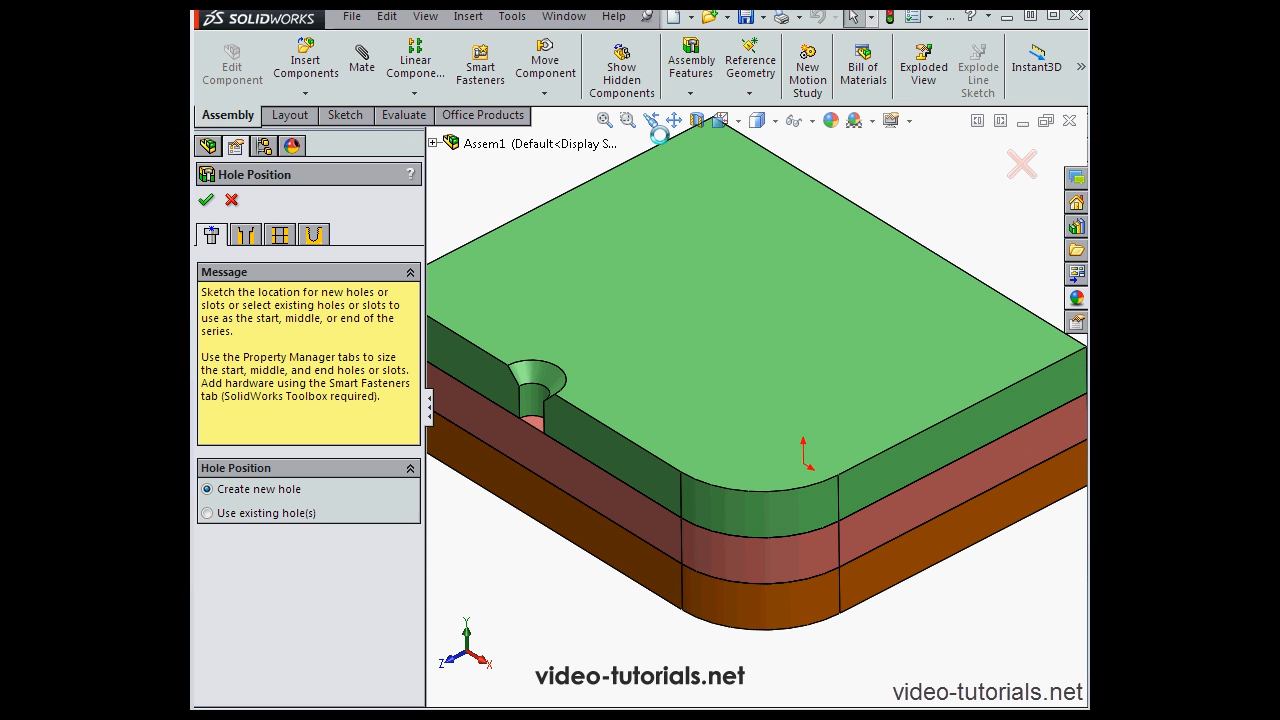 SOLIDWORKS File Edit View Insert Tools Window Help
Edit Component
Insert Components
Mate
Linear Compone...
Smart Fasteners
Move Component
Show Hidden Components
Assembly Features
Reference Geometry
New Motion Study
Bill of Materials
Exploded View
Explode Line Sketch
Instant3D
Assembly Layout Sketch Evaluate Office Products
Assem1 (Default<Display S...
Hole Position ?
Message
Sketch the location for new holes or
slots or select existing holes or slots to
use as the start, middle, or end of the
series.
Use the Property Manager tabs to size
the start, middle, and end holes or slots.
Add hardware using the Smart Fasteners
tab (SolidWorks Toolbox required).
Hole Position
Create new hole
Use existing hole(s)
Y
Z
X
video-tutorials.net
video-tutorials.net